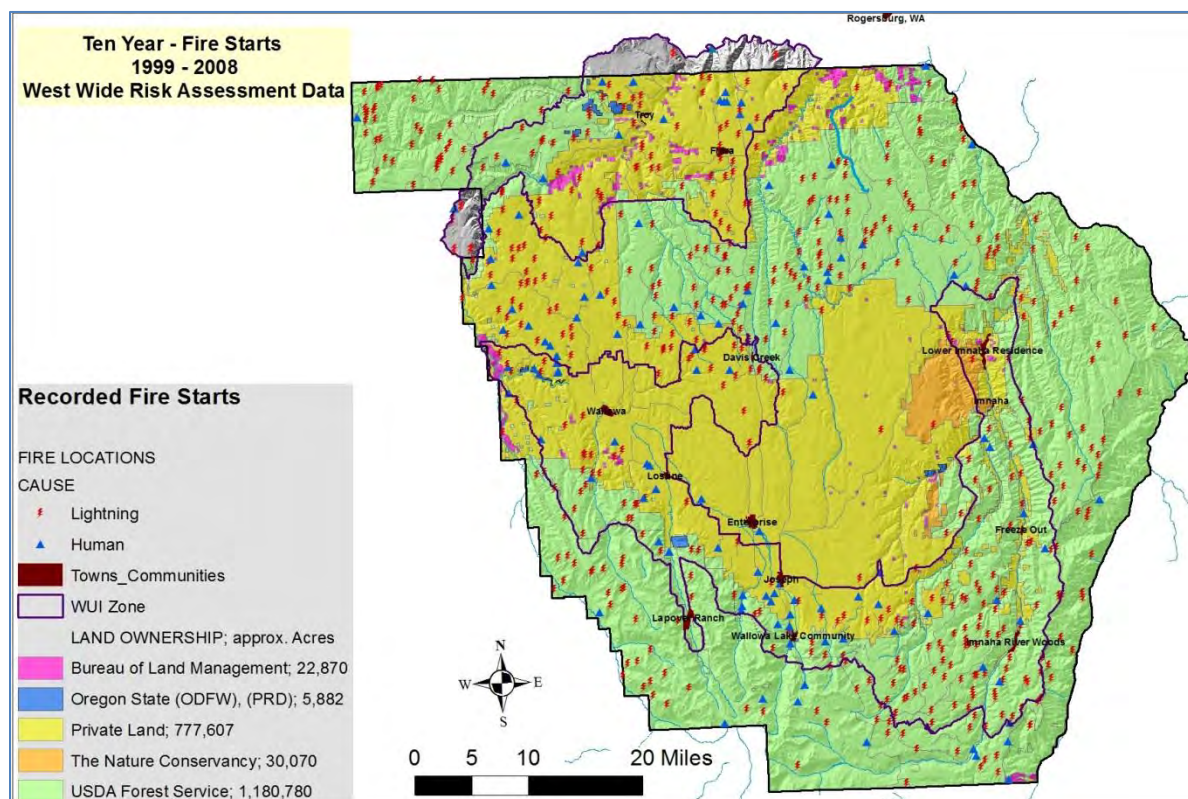 Rogersburg, WA
Ten Year - Fire Starts
1999 - 2008
West Wide Risk Assessment Data
Troy
Flora
Davis Creek
Lower Imnaha Residence
Imnaha
Wallowa
Lostine
Enterprise
Freeze Out
Joseph
Lapover Ranch
Wallowa Lake Community
Imnaha River Woods
Recorded Fire Starts
FIRE LOCATIONS
CAUSE
Lightning
Human
Towns_Communities
WUI Zone
LAND OWNERSHIP; approx. Acres
Bureau of Land Management; 22,870
Oregon State (ODFW), (PRD); 5,882
Private Land; 777,607
The Nature Conservancy; 30,070
USDA Forest Service; 1,180,780
N
W E
S
0 5 10 20 Miles